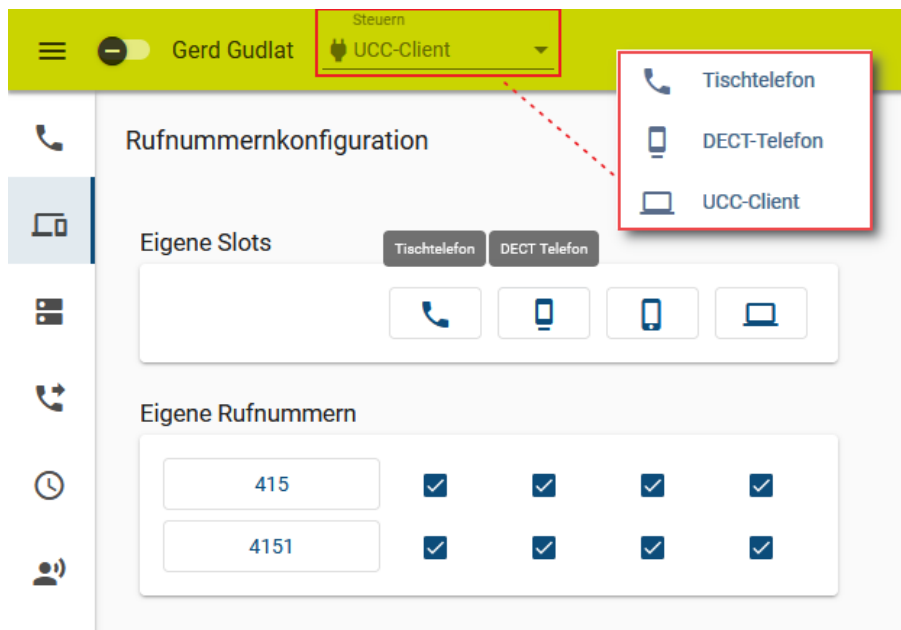 Steuern
Gerd Gudlat
UCC-Client
Tischtelefon
DECT-Telefon
UCC-Client
Rufnummernkonfiguration
Eigene Slots
Tischtelefon
DECT Telefon
Eigene Rufnummern
415
4151